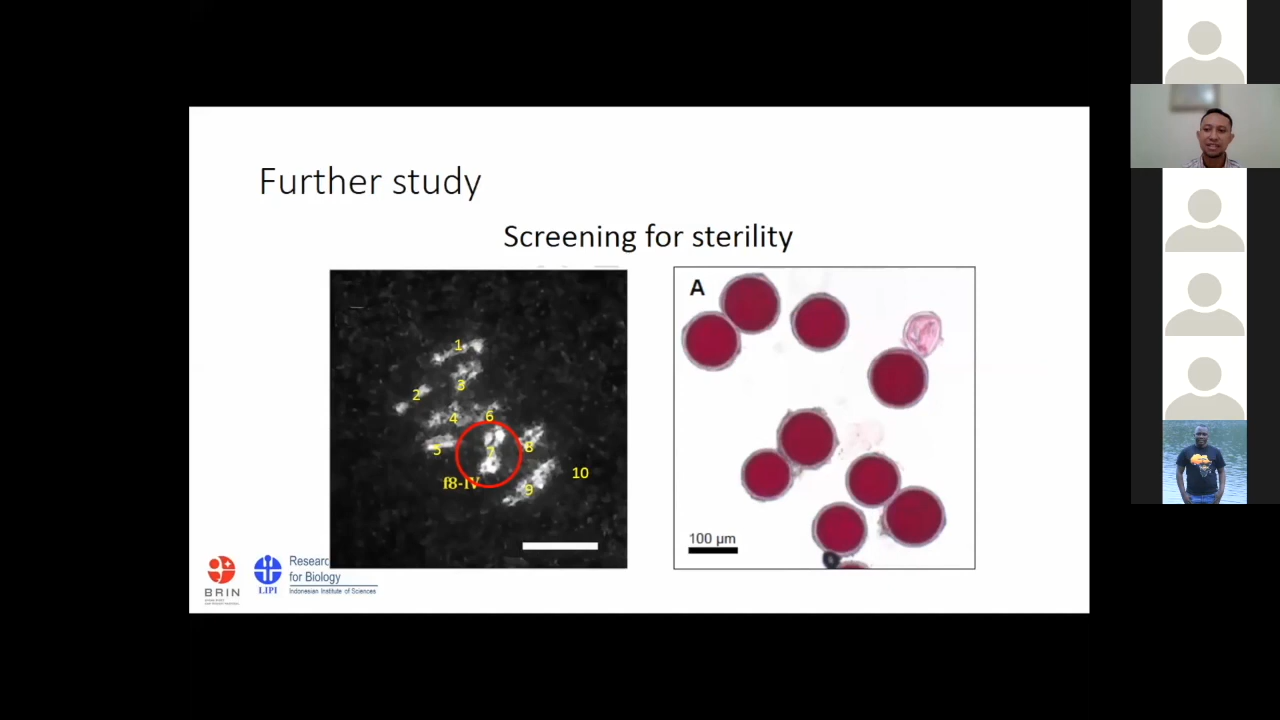 Further study
Screening for sterility
1
3
2
4
6
5
7
8
10
f8-IV
9
A
100 µm
BRIN
LIPI
Researc
for Biology
Indonesian Institute of Sciences